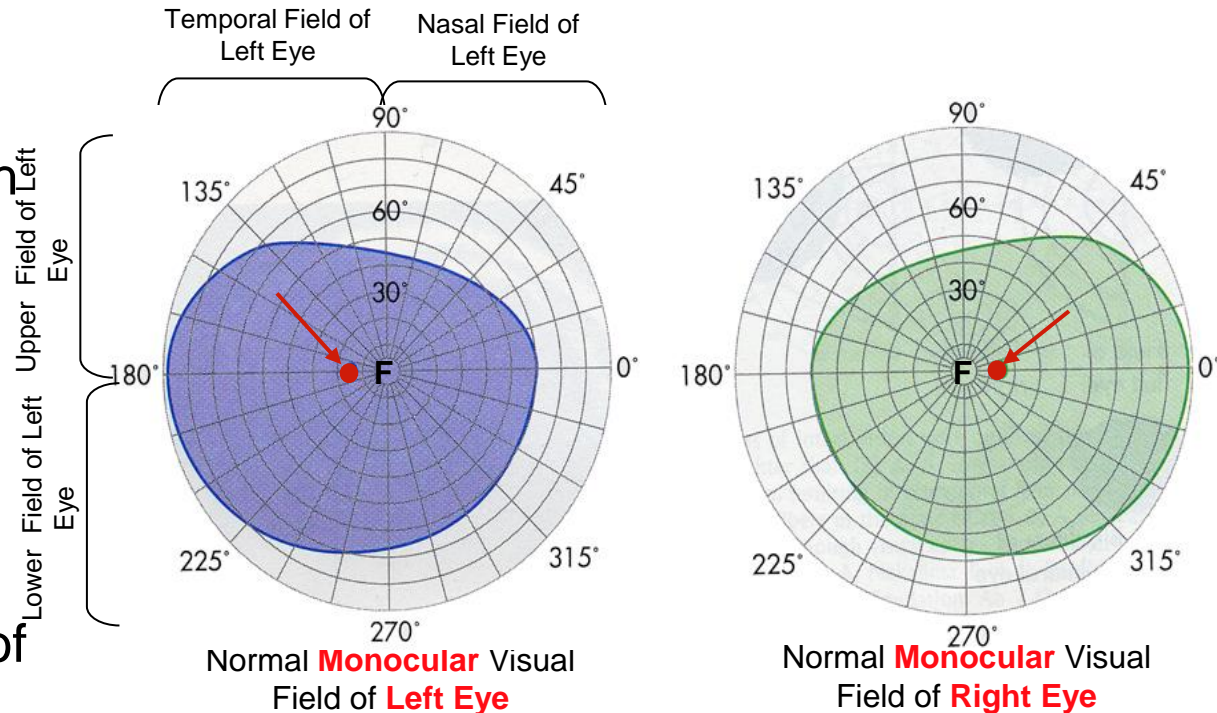 Temporal Field of
Left Eye
Nasal Field of
Left Eye
Upper Field of Left
Eye
Lower Field of Left
Eye
n
of
90°
135°
45°
60°
30°
F
180°
0°
225°
315°
270°
Normal Monocular Visual
Field of Left Eye
90°
135°
45°
60°
30°
F
180°
0°
225°
315°
270°
Normal Monocular Visual
Field of Right Eye